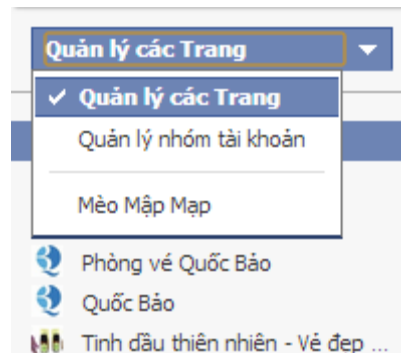 Quản lý các Trang
Quản lý các Trang
Quản lý nhóm tài khoản
Mèo Mập Mạp
Phòng vé Quốc Bảo
Quốc Bảo
Tinh dầu thiên nhiên - Vẻ đẹp ...